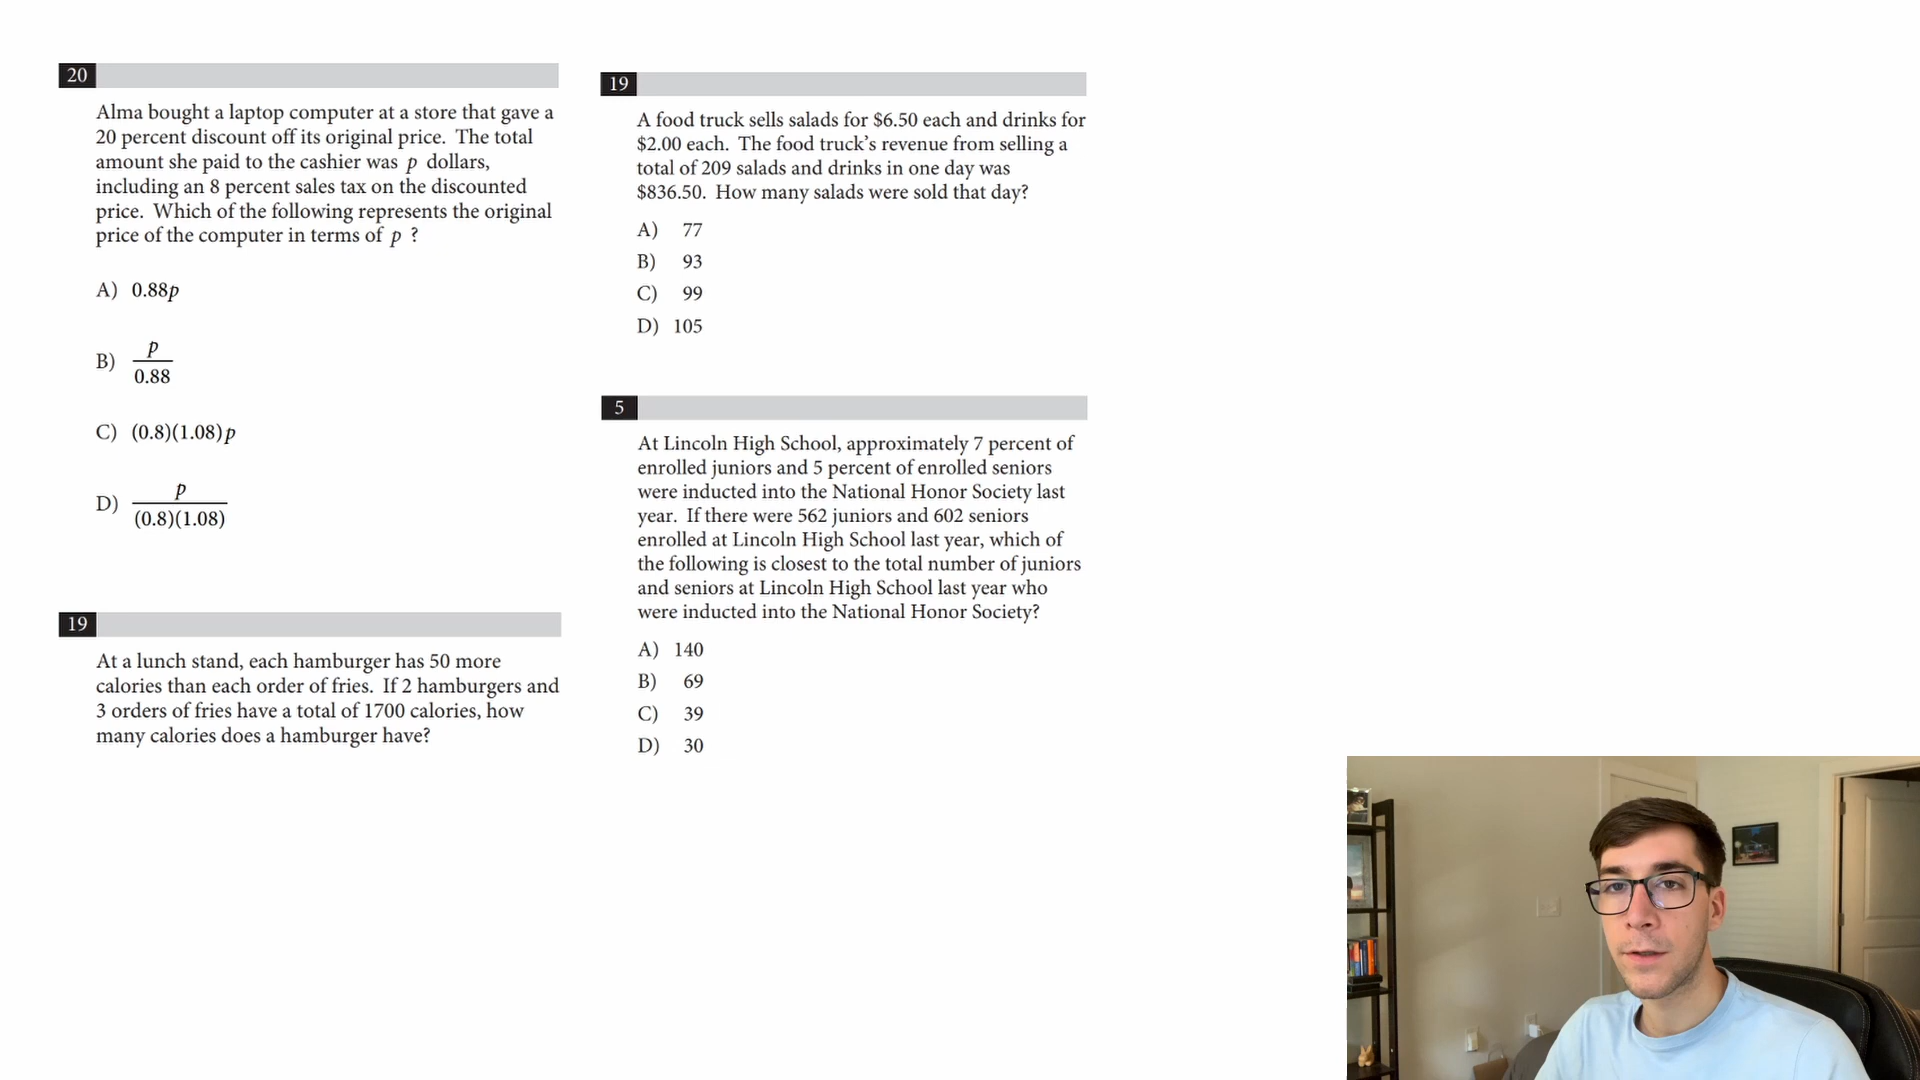 20
Alma bought a laptop computer at a store that gave a
20 percent discount off its original price. The total
amount she paid to the cashier was p dollars,
including an 8 percent sales tax on the discounted
price. Which of the following represents the original
price of the computer in terms of p ?
A) 0.88p
B) p
0.88
C) (0.8)(1.08)p
D) p
(0.8)(1.08)
19
At a lunch stand, each hamburger has 50 more
calories than each order of fries. If 2 hamburgers and
3 orders of fries have a total of 1700 calories, how
many calories does a hamburger have?
19
A food truck sells salads for $6.50 each and drinks for
$2.00 each. The food truck's revenue from selling a
total of 209 salads and drinks in one day was
$836.50. How many salads were sold that day?
A) 77
B) 93
C) 99
D) 105
5
At Lincoln High School, approximately 7 percent of
enrolled juniors and 5 percent of enrolled seniors
were inducted into the National Honor Society last
year. If there were 562 juniors and 602 seniors
enrolled at Lincoln High School last year, which of
the following is closest to the total number of juniors
and seniors at Lincoln High School last year who
were inducted into the National Honor Society?
A) 140
B) 69
C) 39
D) 30